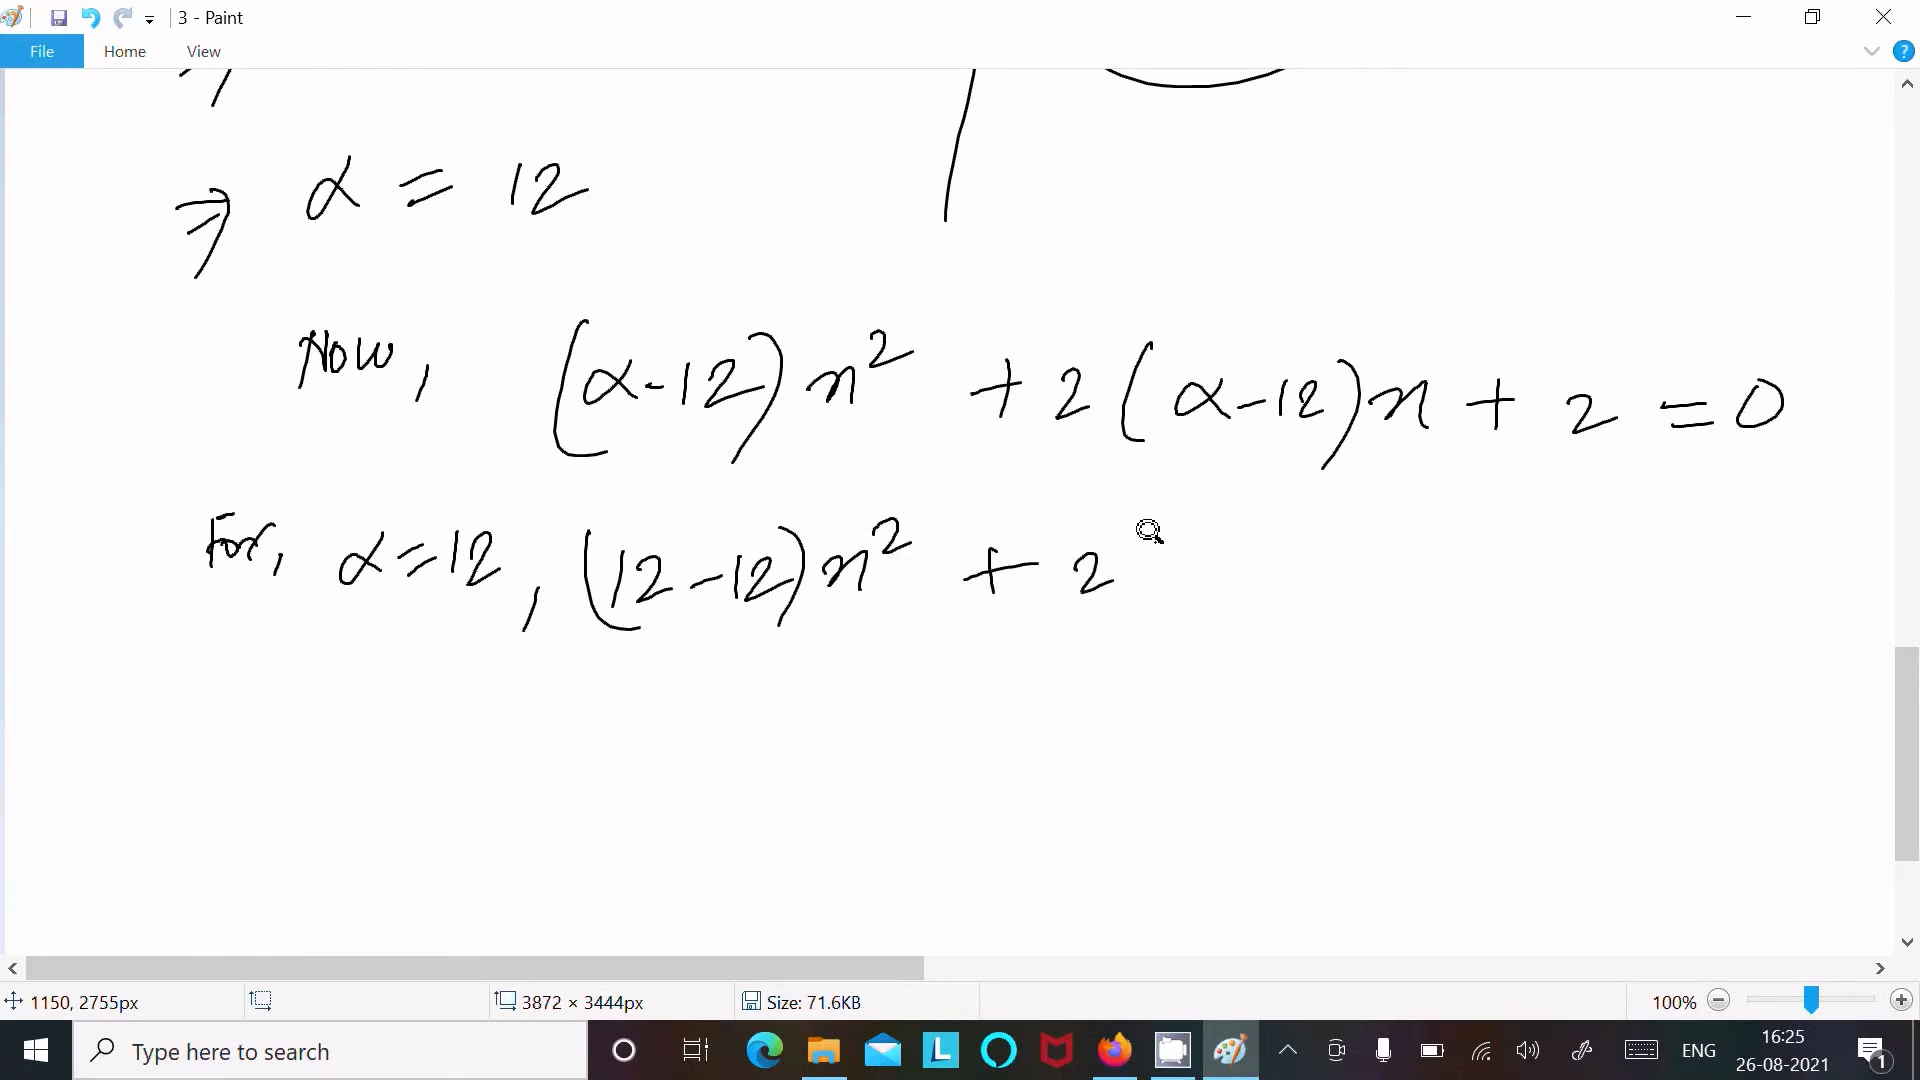 3 - Paint
File Home View
⇒ α = 12
Now, (α-12)x² + 2(α-12)x + 2 = 0
For, α=12, (12-12)x² + 2
1150, 2755px 3872 × 3444px Size: 71.6KB 100%
Type here to search
L
ENG
16:25
26-08-2021
1